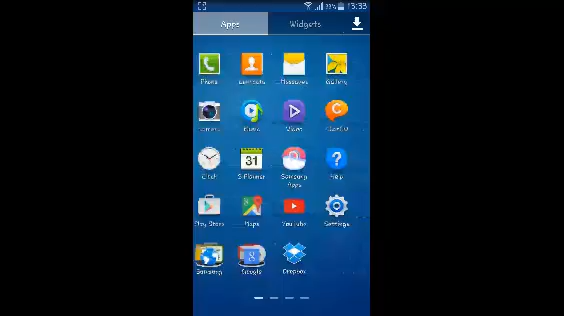 23% 13:33
Apps Widgets
Phone Contacts Messages Gallery
Camera Music Video ChatON
Clock S Planner Samsung Apps Help
31
Play Store Maps YouTube Settings
Samsung Google Dropbox